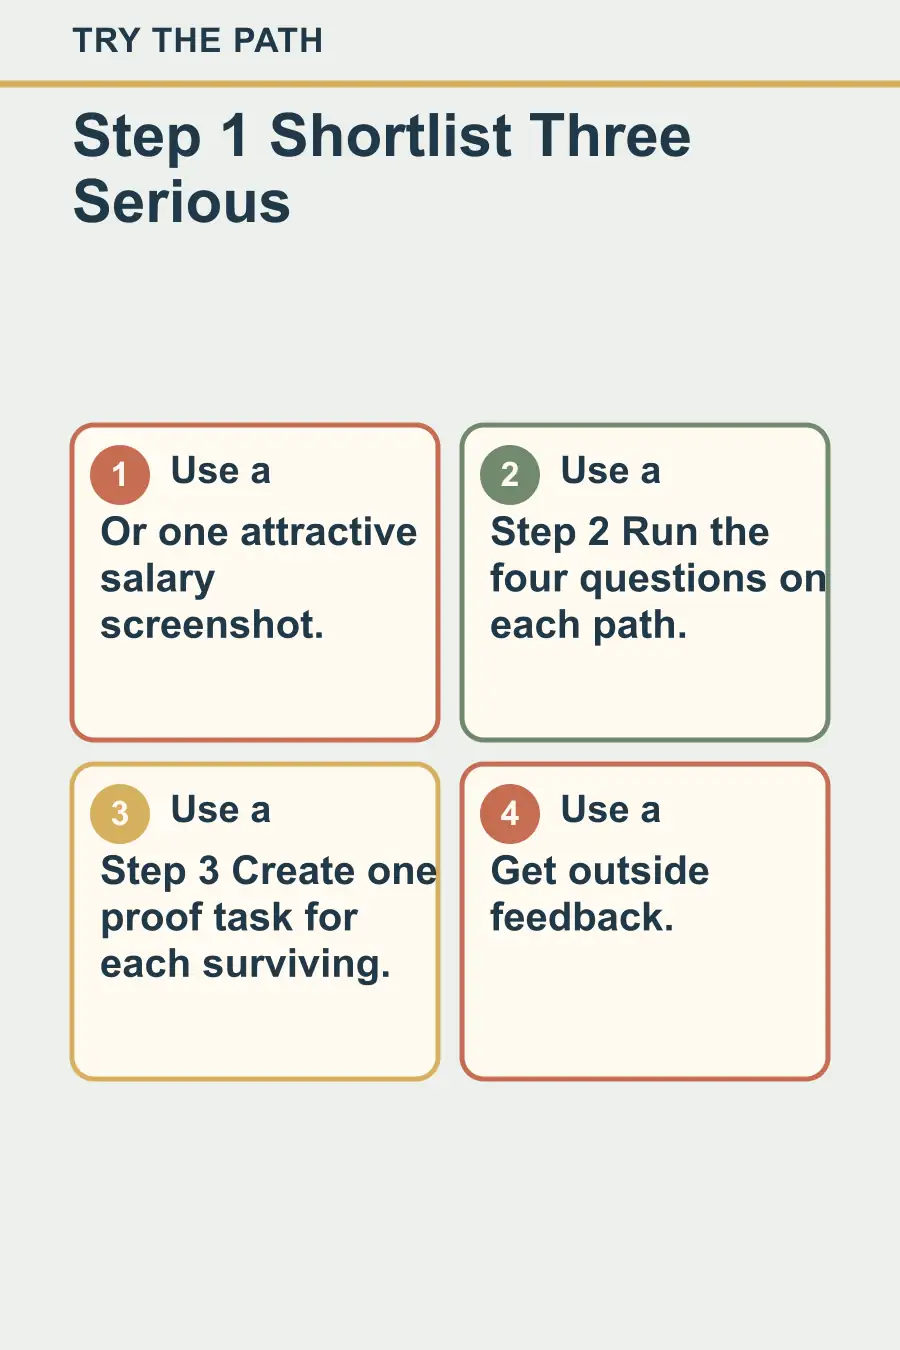 TRY THE PATH
Step 1 Shortlist Three
Serious
1 Use a
Or one attractive
salary
screenshot.
2 Use a
Step 2 Run the
four questions on
each path.
3 Use a
Step 3 Create one
proof task for
each surviving.
4 Use a
Get outside
feedback.